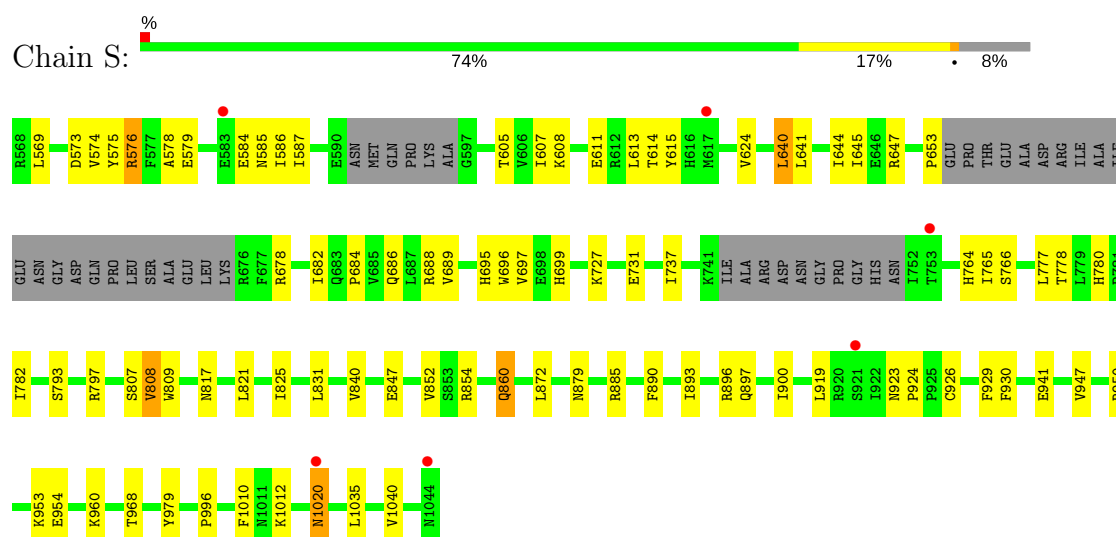 %
Chain S:
74% 17% • 8%
R568 L569 D573 V574 Y575 R576 F577 A578 E579 E583 E584 N585 I586 I587 E590 ASN MET GLN PRO LYS ALA G597 T605 V606 I607 K608 E611 R612 L613 T614 Y615 H616 M617 V624 L640 L641 I644 I645 E646 R647 P653 GLU PRO THR GLU ALA ASP ARG ILE ALA
GLU ASN GLY ASP GLN PRO LEU SER ALA GLU LEU LYS R676 F677 R678 I682 Q683 P684 V685 Q686 L687 R688 V689 H695 W696 V697 E698 H699 K727 E731 I737 K741 ILE ALA ARG ASP ASN GLY PRO GLY HIS ASN I752 T753 H764 I765 S766 L777 T778 L779 H780
I782 S793 R797 S807 V808 W809 N817 L821 I825 L831 V840 E847 V852 S853 R854 Q860 L872 N879 R885 F890 I893 R896 Q897 I900 L919 R920 S921 I922 N923 P924 P925 C926 F929 F930 E941 V947
K953 E954 K960 T968 Y979 P996 F1010 N1011 K1012 N1020 L1035 V1040 N1044